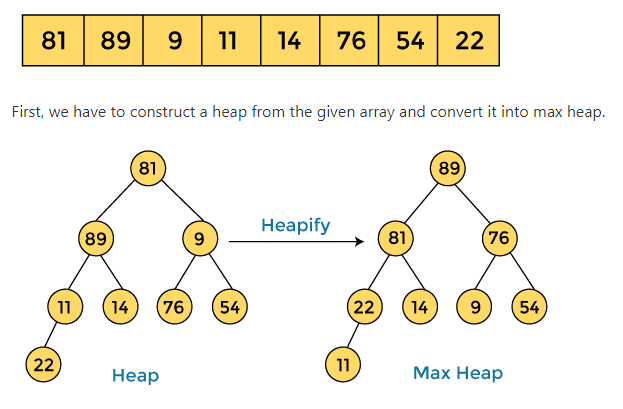 81 89 9 11 14 76 54 22
First, we have to construct a heap from the given array and convert it into max heap.
81 89
Heapify
89 9 81 76
11 14 76 54 22 14 9 54
22 11
Heap Max Heap